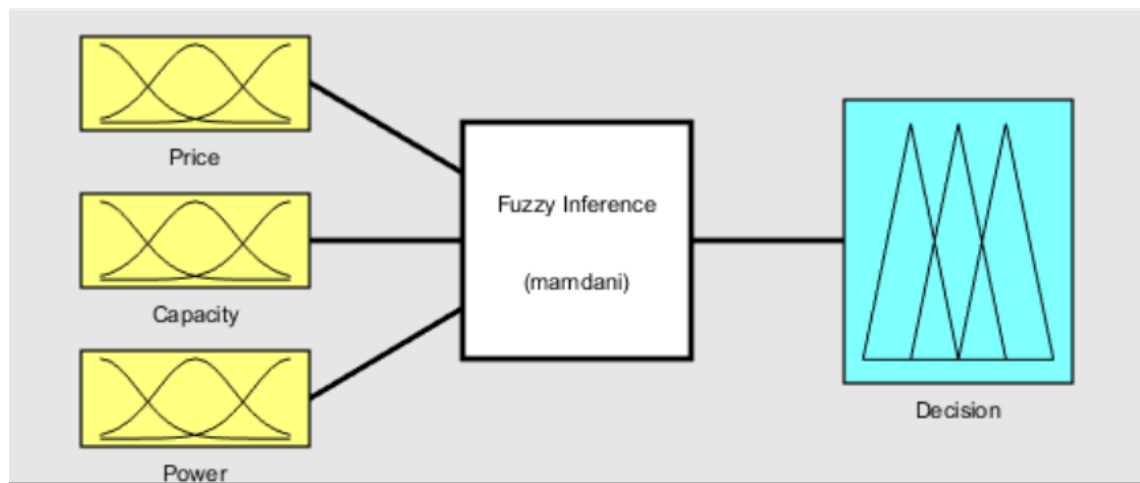 Price
Capacity
Power
Fuzzy Inference
(mamdani)
Decision